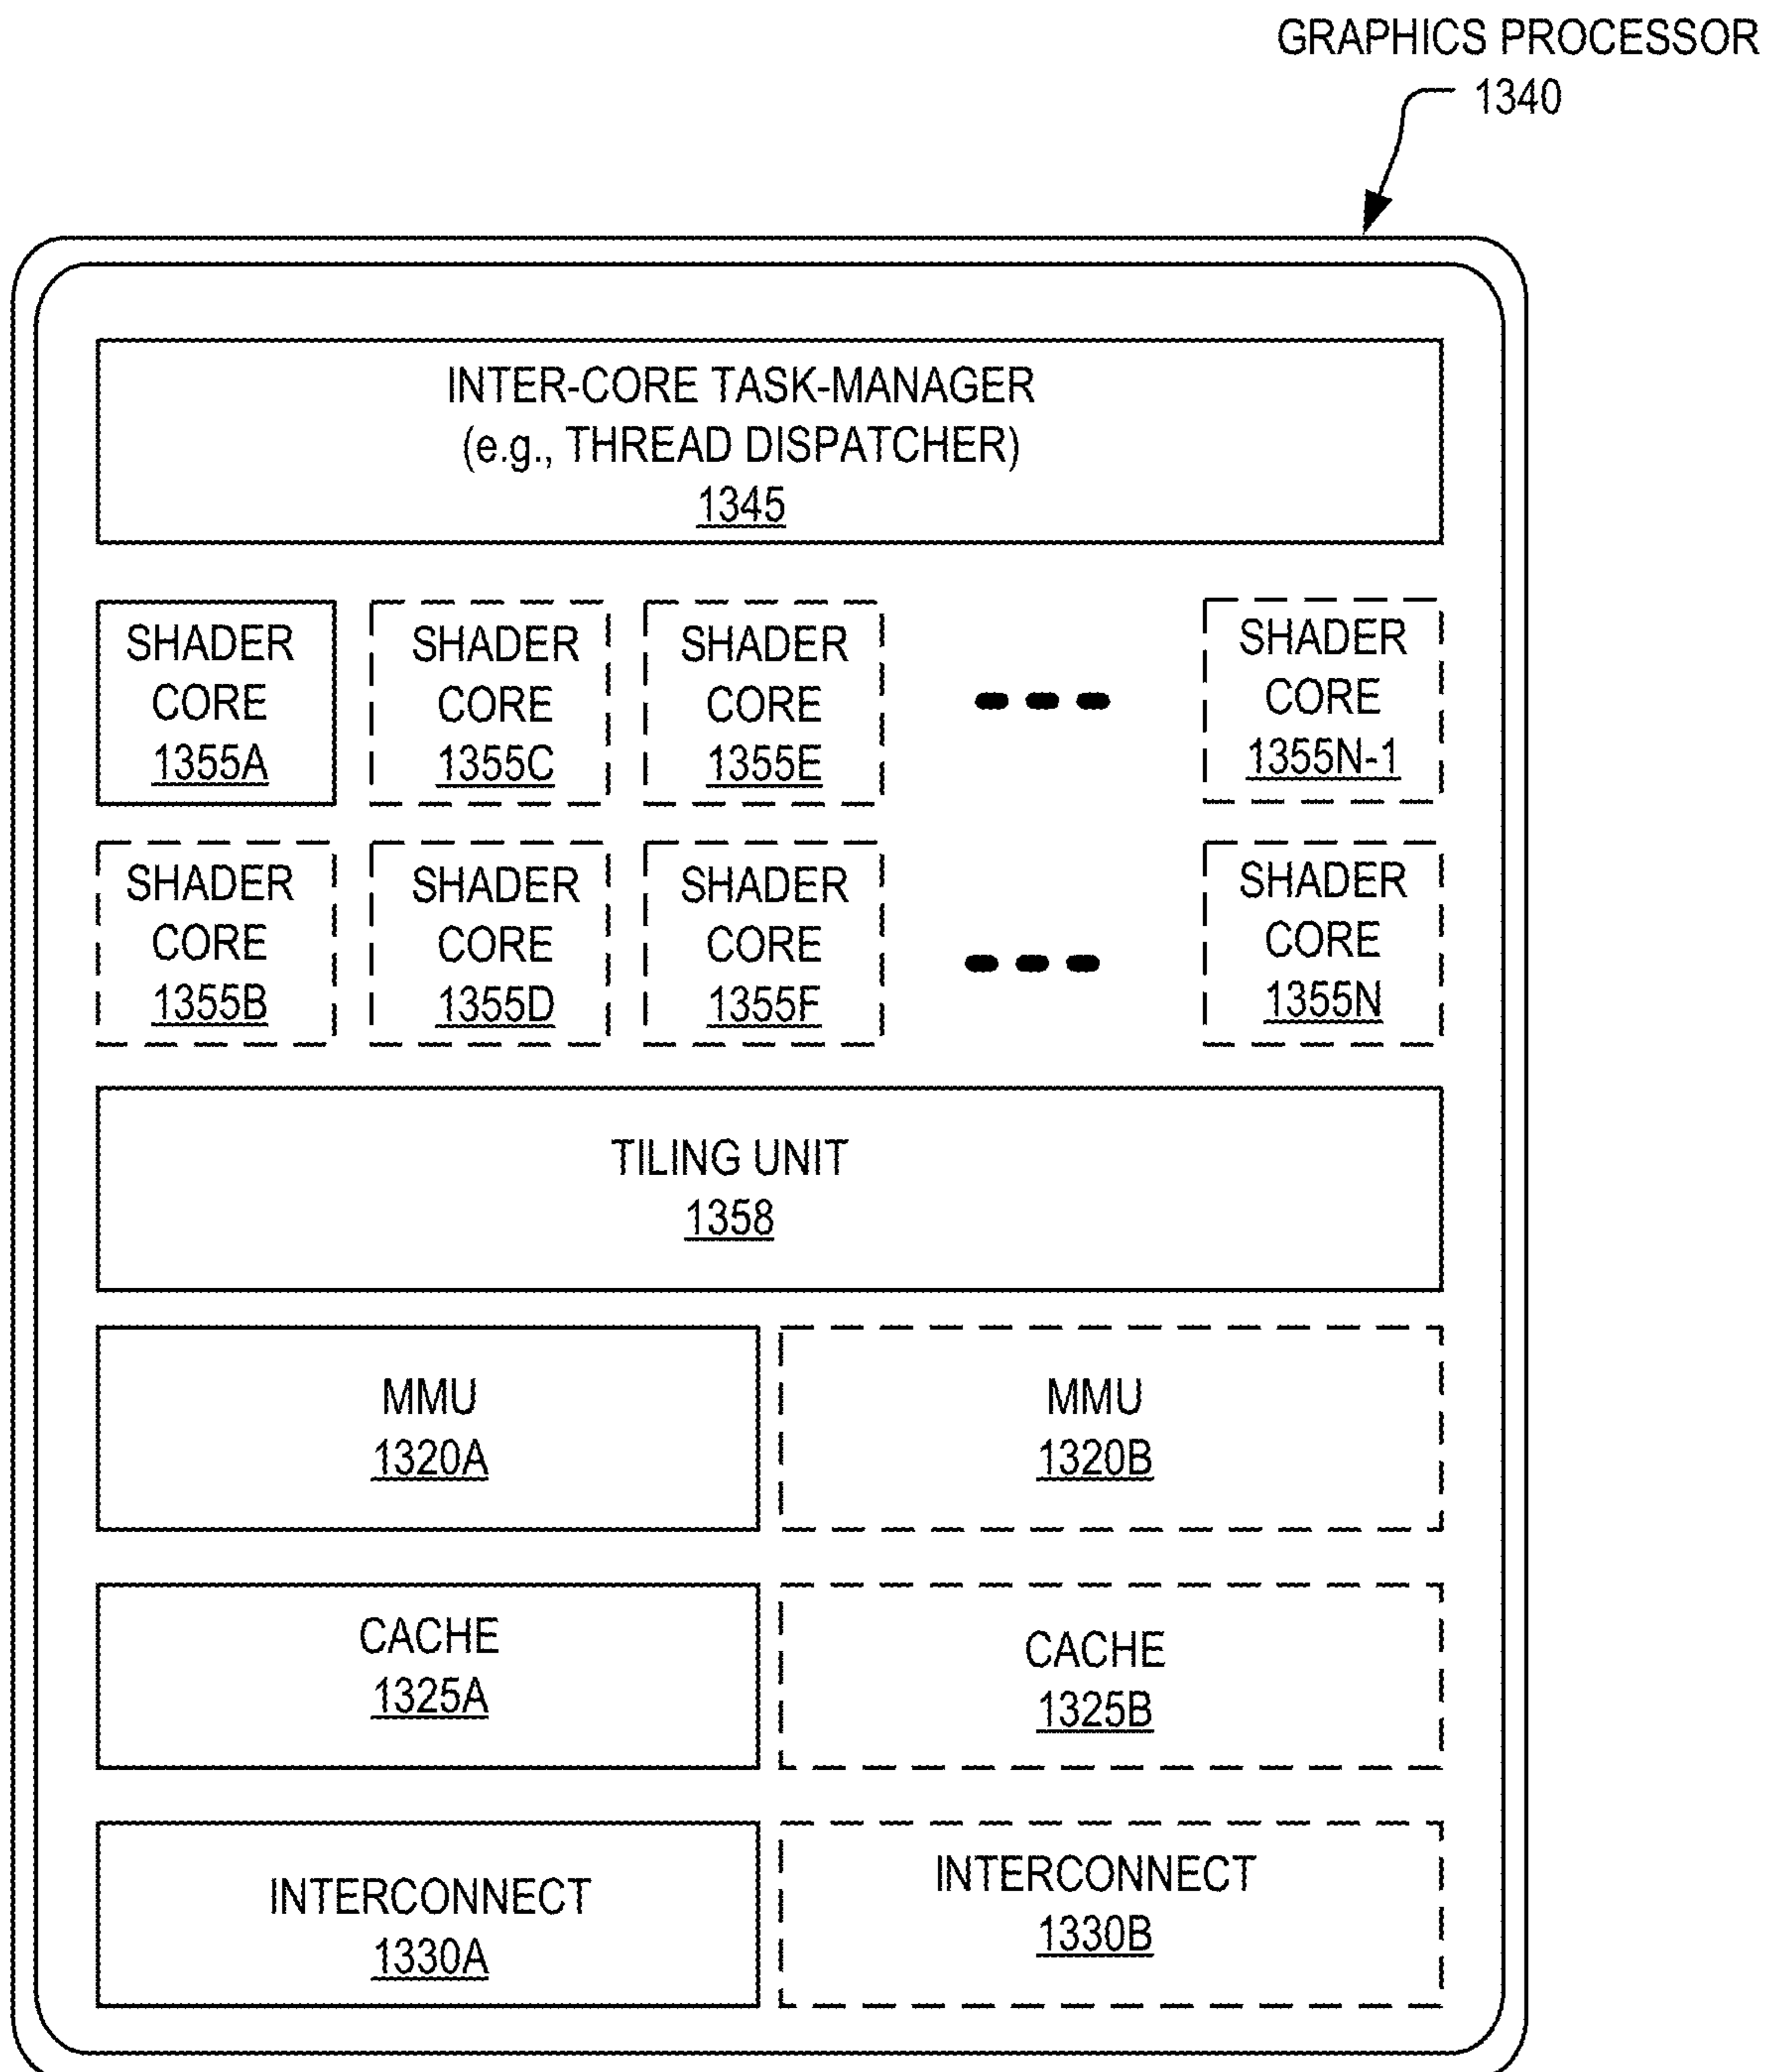 GRAPHICS PROCESSOR
1340
INTER-CORE TASK-MANAGER
(e.g., THREAD DISPATCHER)
1345
SHADER
CORE
1355A
SHADER
CORE
1355C
SHADER
CORE
1355E
SHADER
CORE
1355N-1
SHADER
CORE
1355B
SHADER
CORE
1355D
SHADER
CORE
1355F
SHADER
CORE
1355N
TILING UNIT
1358
MMU
1320A
MMU
1320B
CACHE
1325A
CACHE
1325B
INTERCONNECT
1330A
INTERCONNECT
1330B